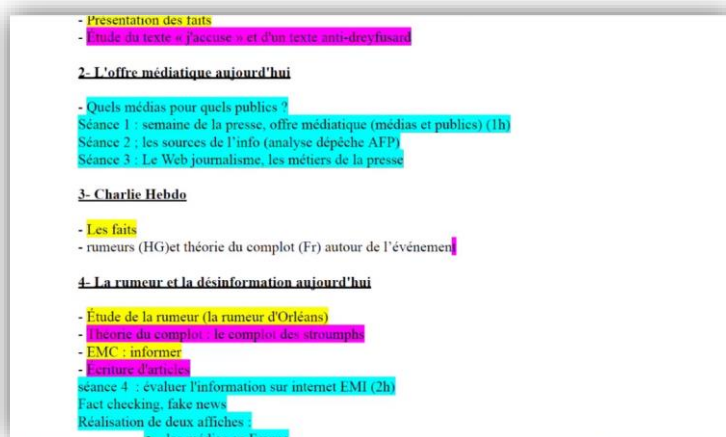 - Présentation des faits
- Étude du texte « j'accuse » et d'un texte anti-dreyfusard
2- L'offre médiatique aujourd'hui
- Quels médias pour quels publics ?
Séance 1 : semaine de la presse, offre médiatique (médias et publics) (1h)
Séance 2 ; les sources de l'info (analyse dépêche AFP)
Séance 3 : Le Web journalisme, les métiers de la presse
3- Charlie Hebdo
- Les faits
- rumeurs (HG)et théorie du complot (Fr) autour de l'événement
4- La rumeur et la désinformation aujourd'hui
- Étude de la rumeur (la rumeur d'Orléans)
- Théorie du complot : le complot des stroumphs
- EMC : informer
- Écriture d'articles
séance 4 : évaluer l'information sur internet EMI (2h)
Fact checking, fake news
Réalisation de deux affiches :